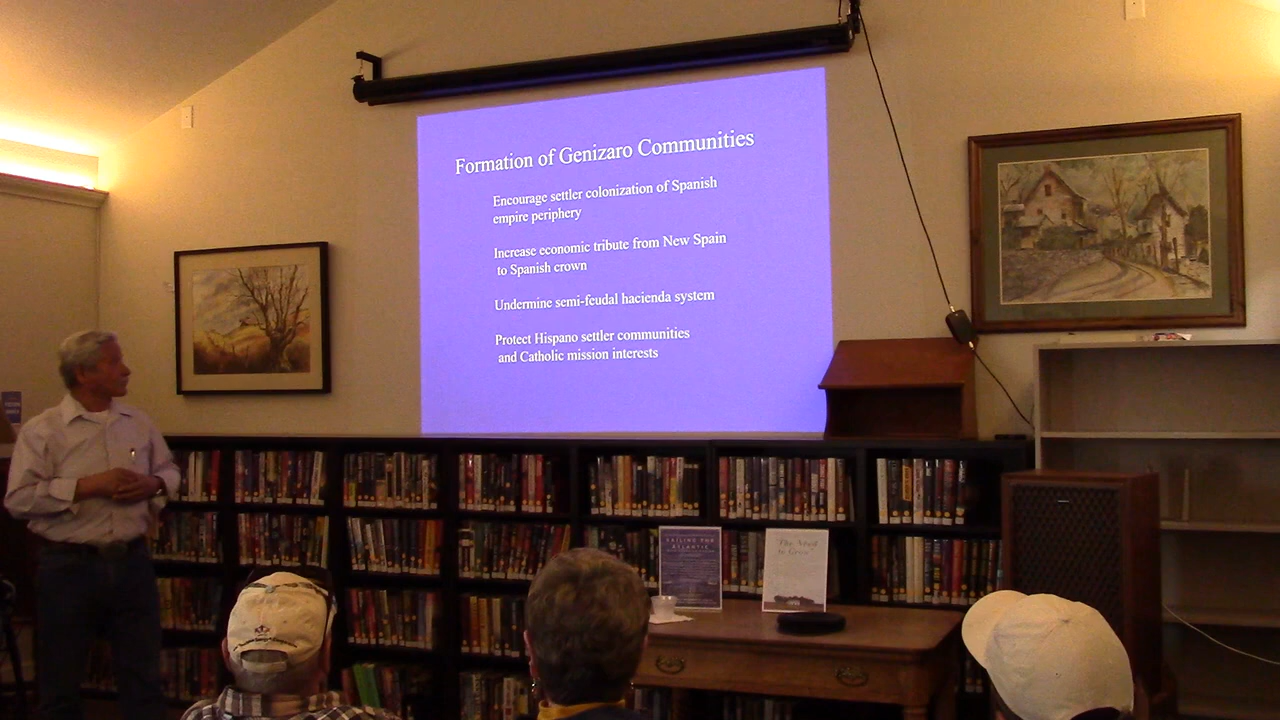 Formation of Genizaro Communities
Encourage settler colonization of Spanish
empire periphery
Increase economic tribute from New Spain
to Spanish crown
Undermine semi-feudal hacienda system
Protect Hispano settler communities
and Catholic mission interests
SAILING FOR
ATLANTIS
"The Need
to Grow"